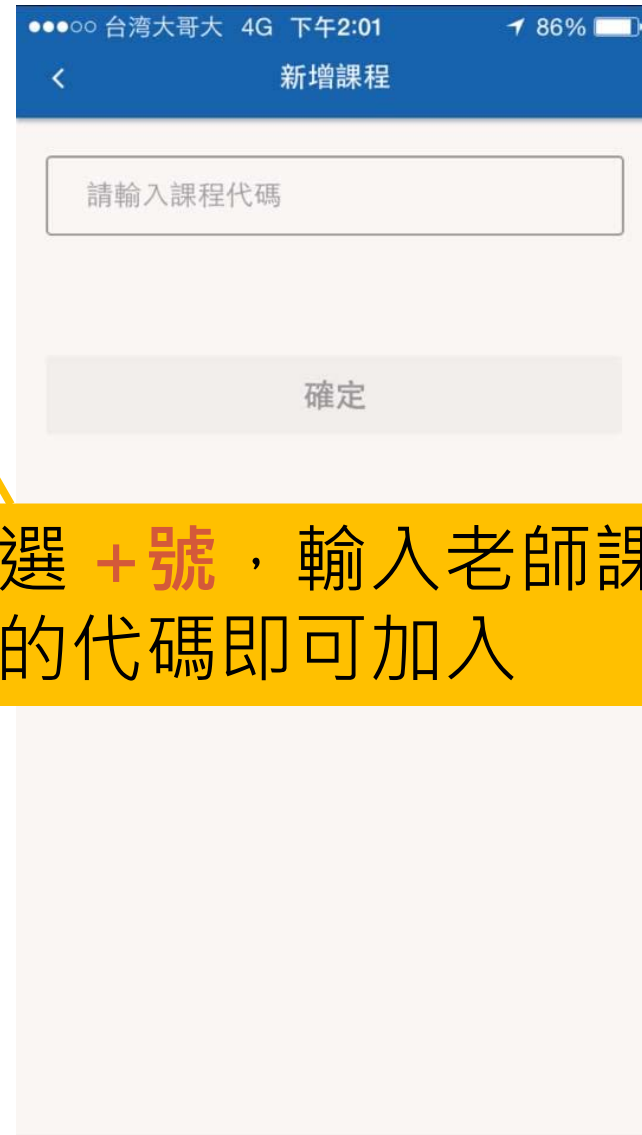 ●●●○○ 台湾大哥大 4G 下午2:01 86%
< 新增課程
請輸入課程代碼
確定
選 +號，輸入老師課
的代碼即可加入